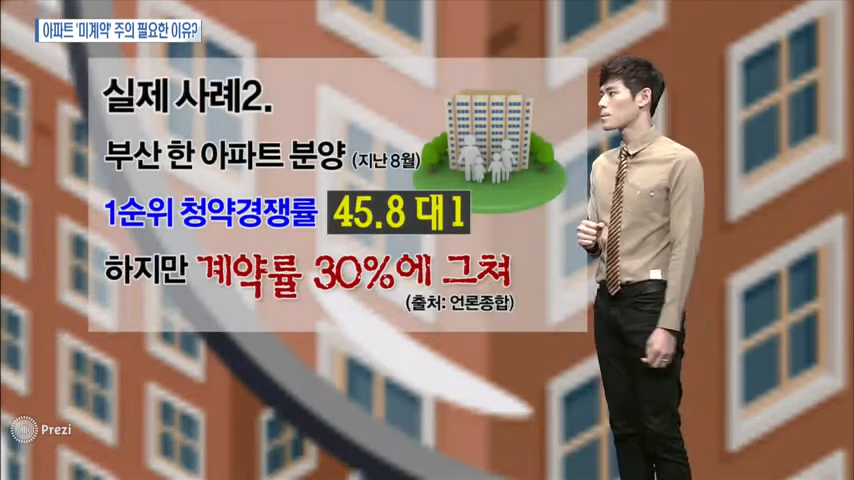 아파트 '미계약' 주의 필요한 이유?
실제 사례2.
부산 한 아파트 분양 (지난 8월)
1순위 청약경쟁률 45.8 대 1
하지만 계약률 30%에 그쳐
(출처: 언론종합)
Prezi